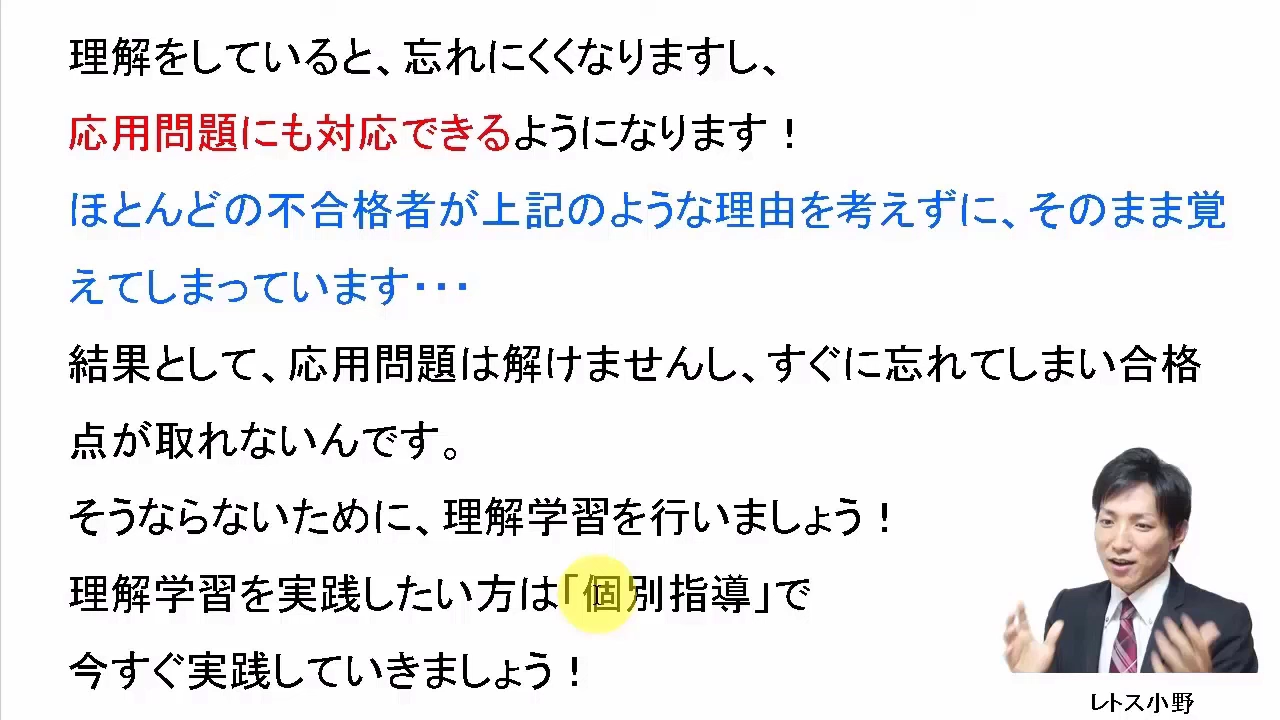 理解をしていると、忘れにくくなりますし、
応用問題にも対応できるようになります！
ほとんどの不合格者が上記のような理由を考えずに、そのまま覚
えてしまっています・・・
結果として、応用問題は解けませんし、すぐに忘れてしまい合格
点が取れないんです。
そうならないために、理解学習を行いましょう！
理解学習を実践したい方は「個別指導」で
今すぐ実践していきましょう！
レトス小野